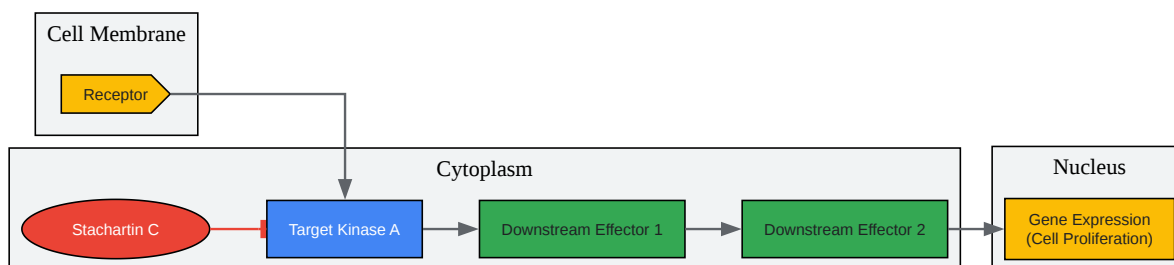 Cell Membrane
Receptor
Cytoplasm
Nucleus
Stachartin C
Target Kinase A
Downstream Effector 1
Downstream Effector 2
Gene Expression
(Cell Proliferation)